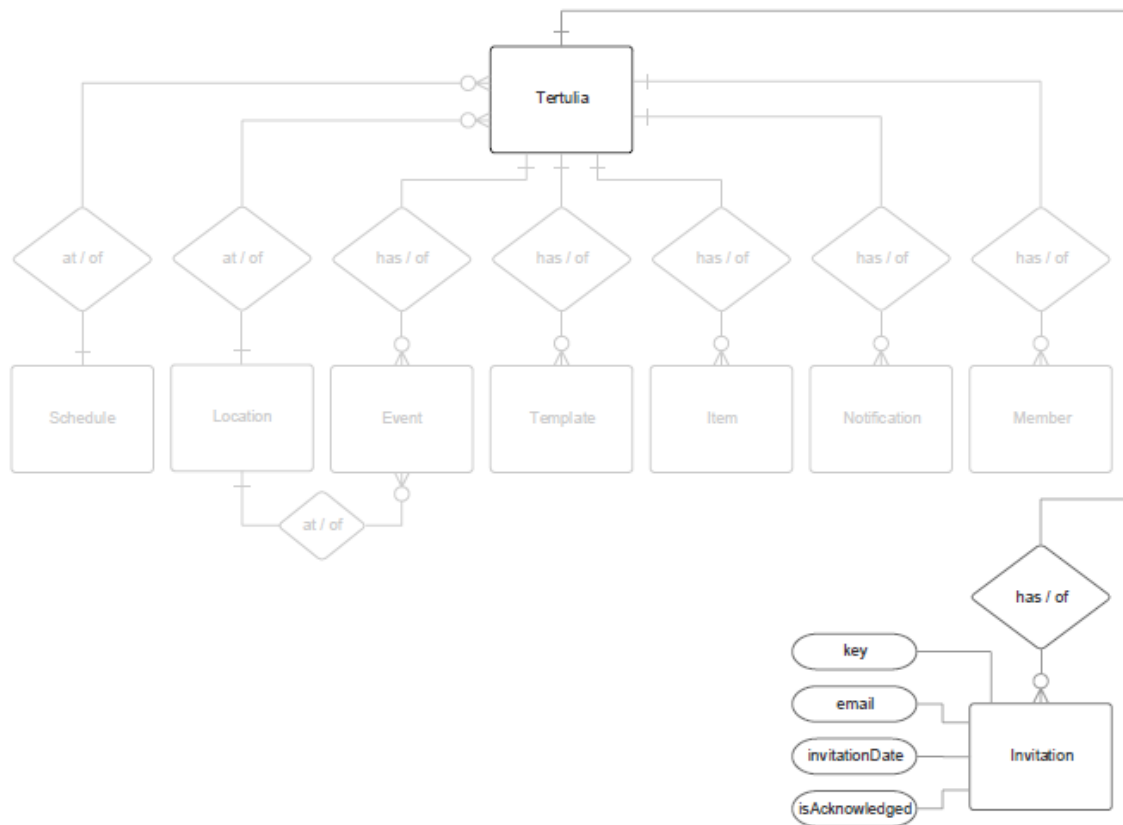 Tertulia
at / of
at / of
has / of
has / of
has / of
has / of
has / of
Schedule
Location
Event
Template
Item
Notification
Member
at / of
has / of
key
email
invitationDate
isAcknowledged
Invitation